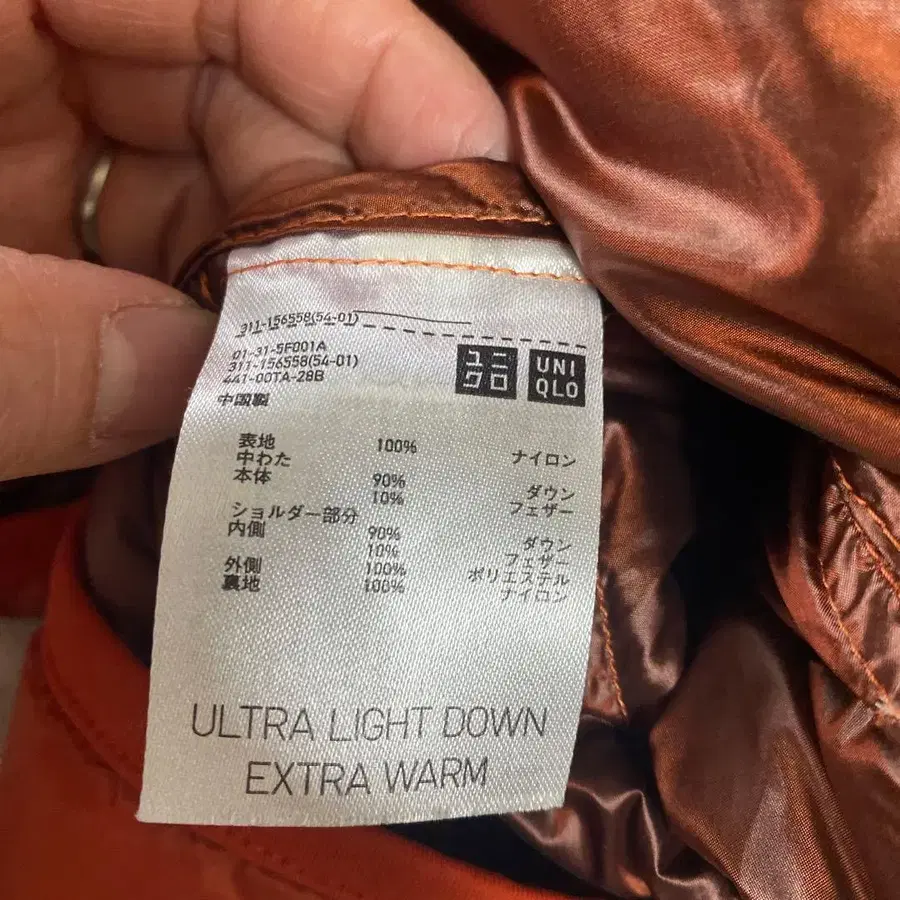 311-156558(54-01)
01-31-5F001A
311-156558(54-01)
441-00TA-28B
中国製
ユニ
クロ
UNI
QLO
表地 100% ナイロン
中わた
本体 90% ダウン
10% フェザー
ショルダー部分
内側 90% ダウン
10% フェザー
外側 100% ポリエステル
裏地 100% ナイロン
ULTRA LIGHT DOWN
EXTRA WARM